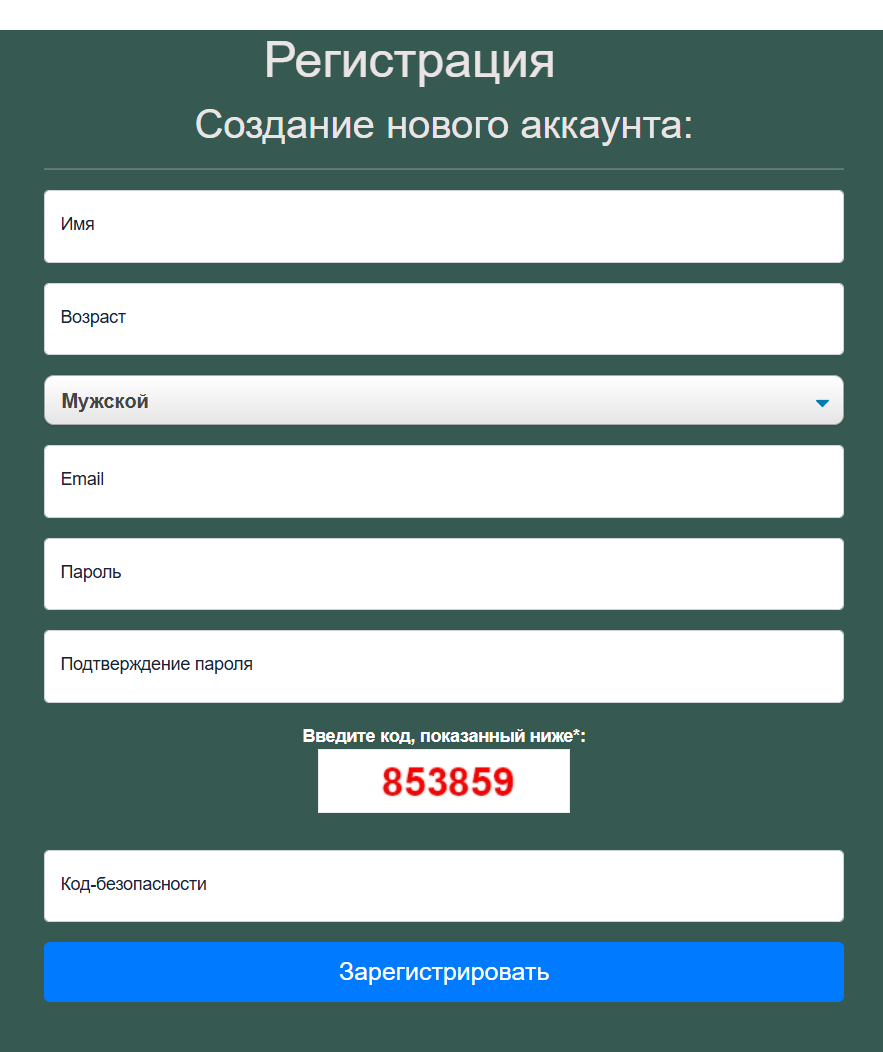 Регистрация
Создание нового аккаунта:
Имя
Возраст
Мужской
Email
Пароль
Подтверждение пароля
Введите код, показанный ниже*:
853859
Код-безопасности
Зарегистрировать